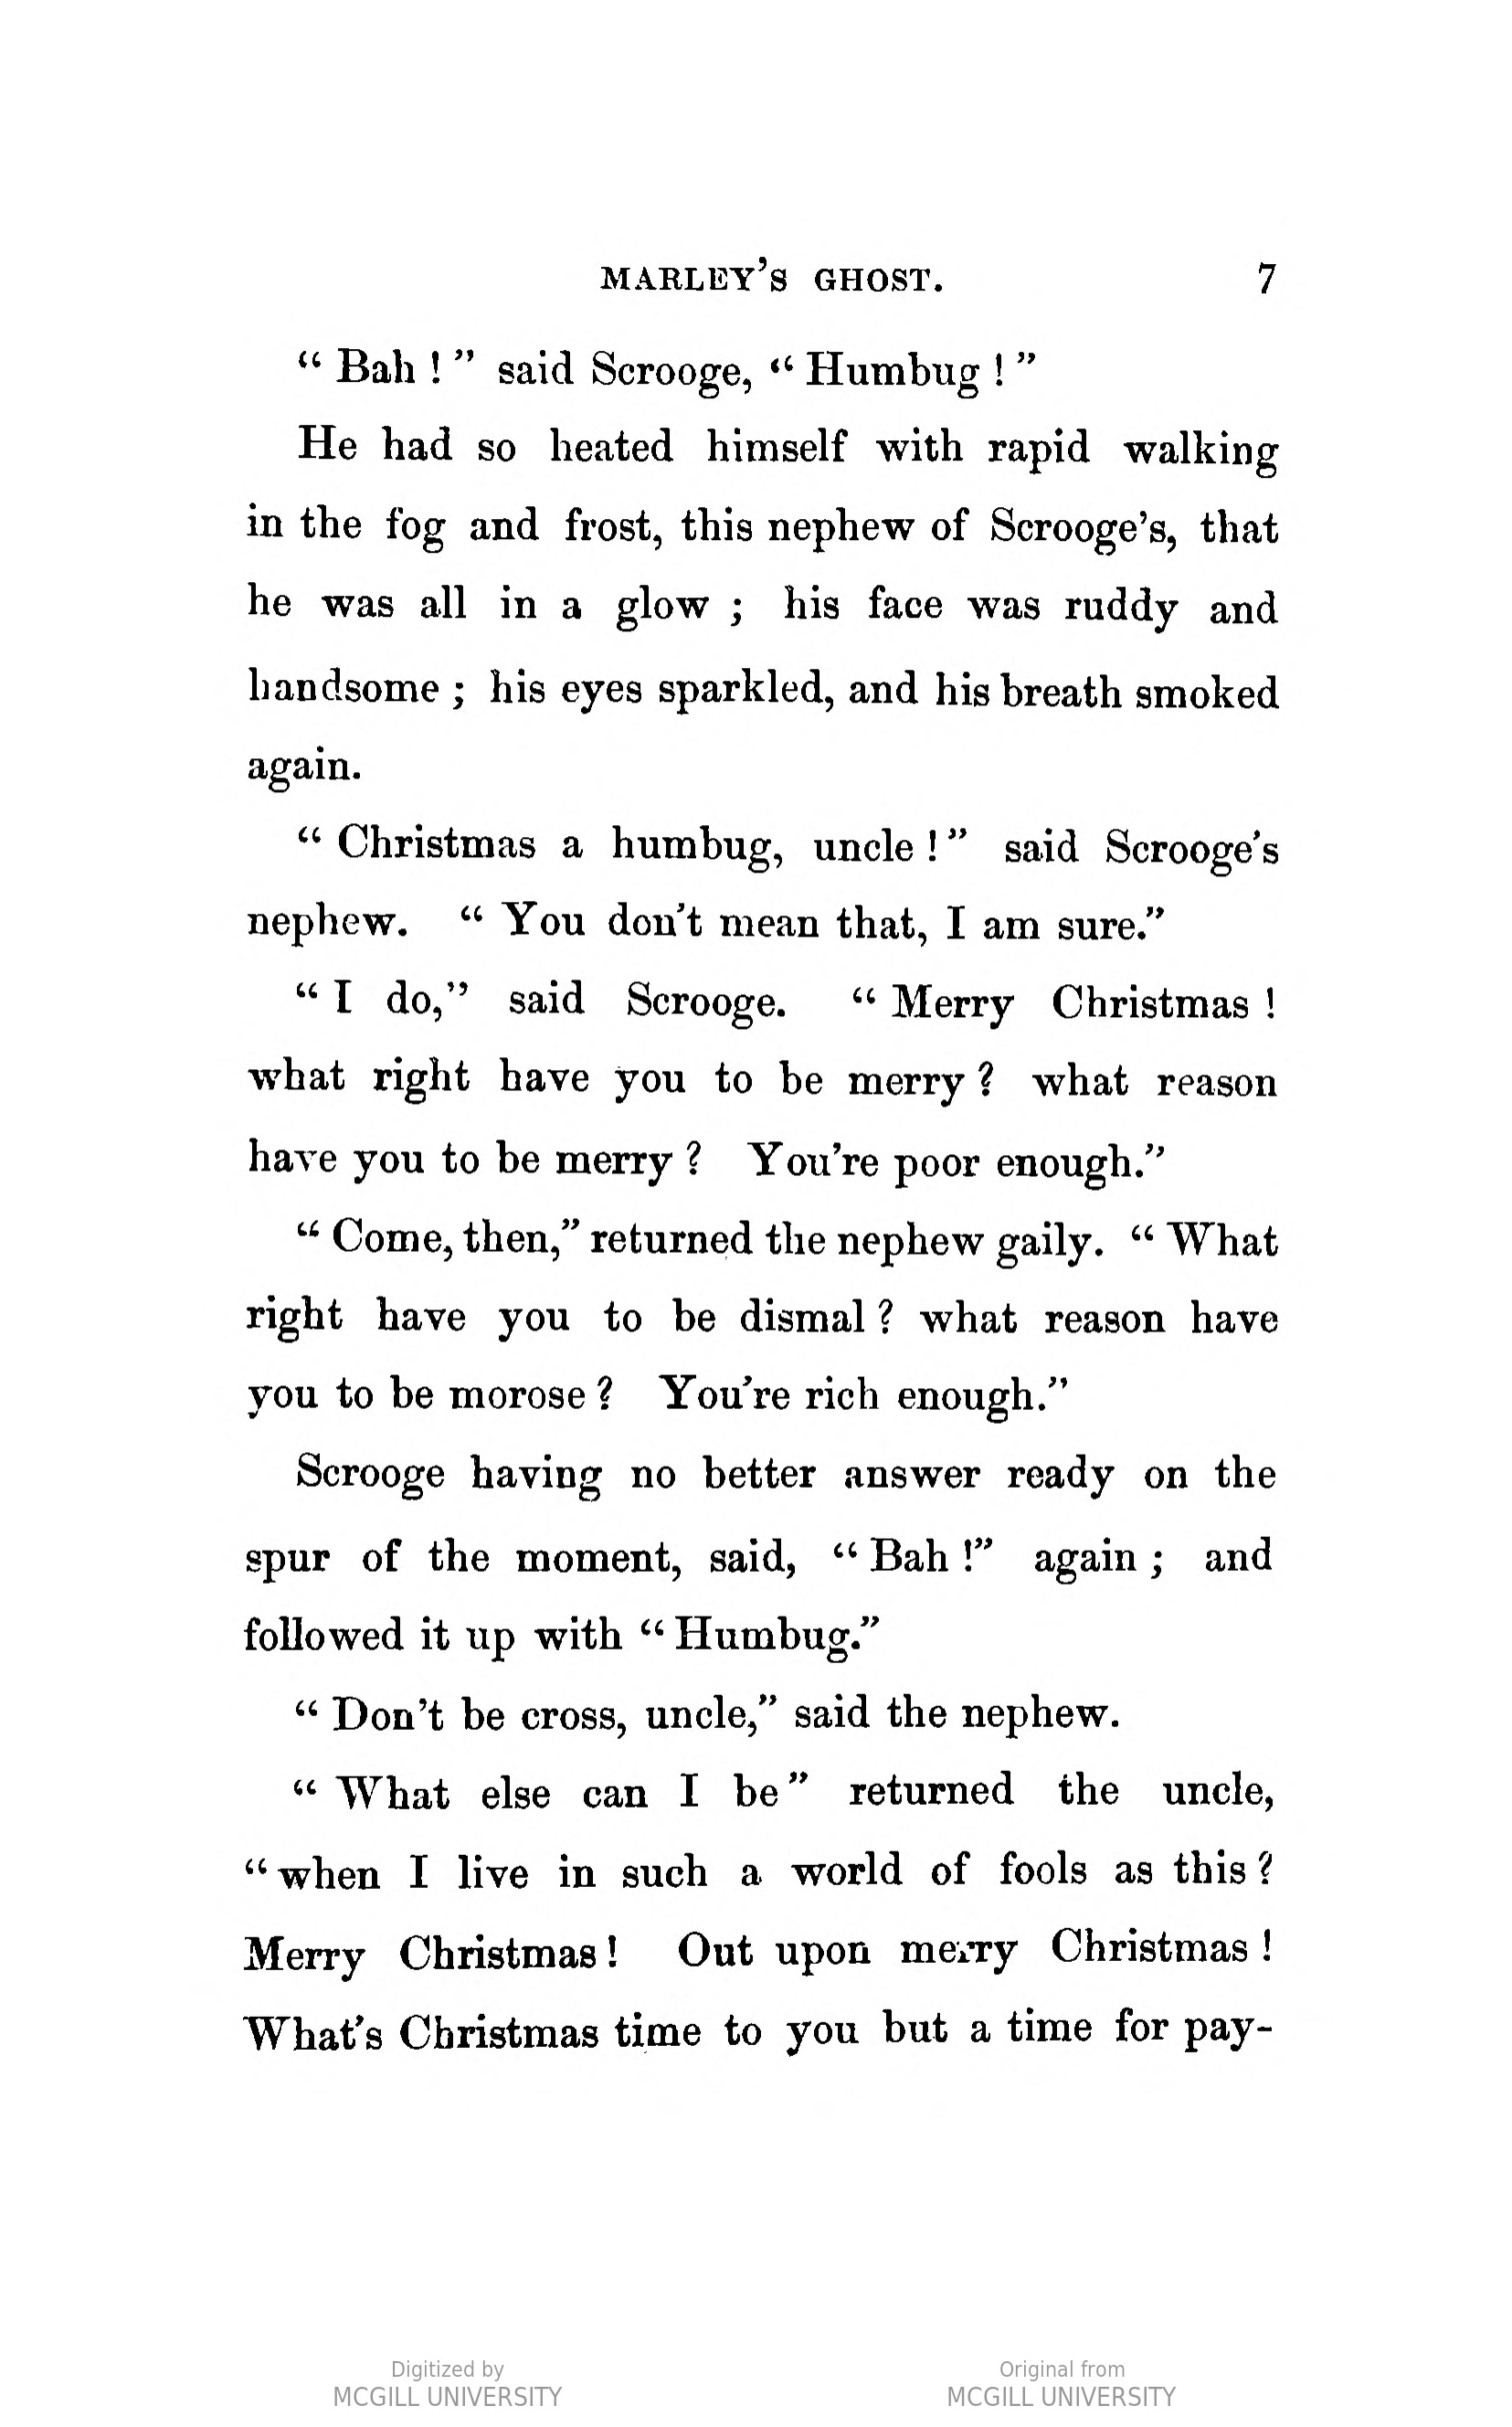 MARLEY'S GHOST. 7
“ Bah ! ” said Scrooge, “ Humbug ! ”
He had so heated himself with rapid walking
in the fog and frost, this nephew of Scrooge's, that
he was all in a glow ; his face was ruddy and
handsome ; his eyes sparkled, and his breath smoked
again.
“ Christmas a humbug, uncle ! ” said Scrooge's
nephew. “ You don't mean that, I am sure.”
“ I do,” said Scrooge. “ Merry Christmas !
what right have you to be merry ? what reason
have you to be merry ? You're poor enough.”
“ Come, then,” returned the nephew gaily. “ What
right have you to be dismal ? what reason have
you to be morose ? You're rich enough.”
Scrooge having no better answer ready on the
spur of the moment, said, “ Bah !” again ; and
followed it up with “ Humbug.”
“ Don't be cross, uncle,” said the nephew.
“ What else can I be ” returned the uncle,
“ when I live in such a world of fools as this ?
Merry Christmas ! Out upon merry Christmas !
What's Christmas time to you but a time for pay-
Digitized by
MCGILL UNIVERSITY
Original from
MCGILL UNIVERSITY